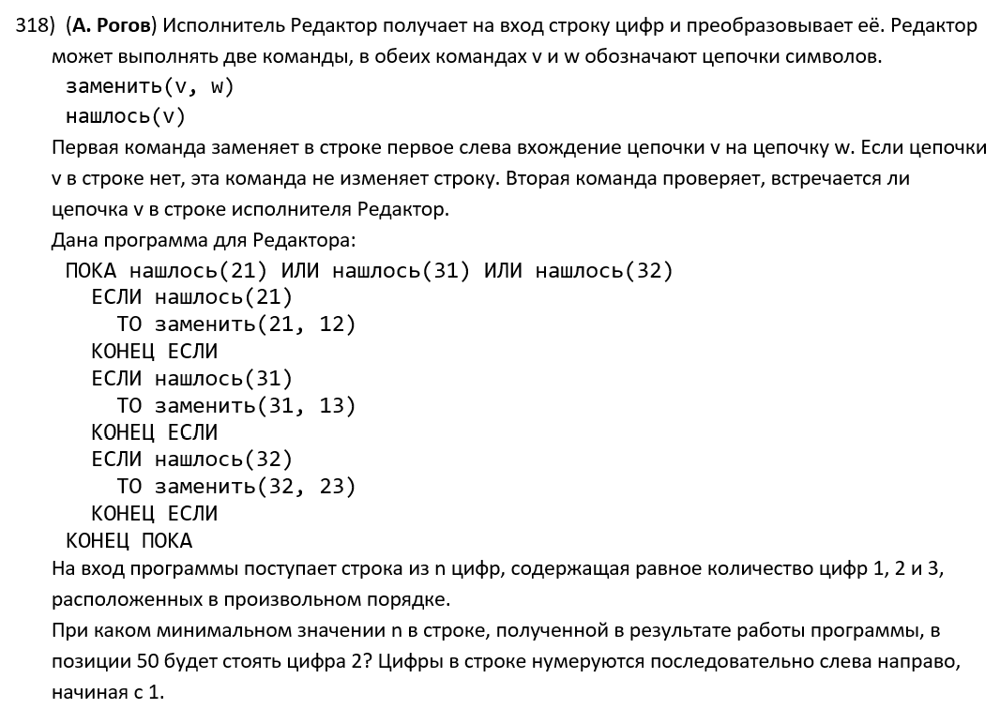 318) (А. Рогов) Исполнитель Редактор получает на вход строку цифр и преобразовывает её. Редактор
может выполнять две команды, в обеих командах v и w обозначают цепочки символов.
заменить(v, w)
нашлось(v)
Первая команда заменяет в строке первое слева вхождение цепочки v на цепочку w. Если цепочки
v в строке нет, эта команда не изменяет строку. Вторая команда проверяет, встречается ли
цепочка v в строке исполнителя Редактор.
Дана программа для Редактора:
ПОКА нашлось(21) ИЛИ нашлось(31) ИЛИ нашлось(32)
ЕСЛИ нашлось(21)
ТО заменить(21, 12)
КОНЕЦ ЕСЛИ
ЕСЛИ нашлось(31)
ТО заменить(31, 13)
КОНЕЦ ЕСЛИ
ЕСЛИ нашлось(32)
ТО заменить(32, 23)
КОНЕЦ ЕСЛИ
КОНЕЦ ПОКА
На вход программы поступает строка из n цифр, содержащая равное количество цифр 1, 2 и 3,
расположенных в произвольном порядке.
При каком минимальном значении n в строке, полученной в результате работы программы, в
позиции 50 будет стоять цифра 2? Цифры в строке нумеруются последовательно слева направо,
начиная с 1.